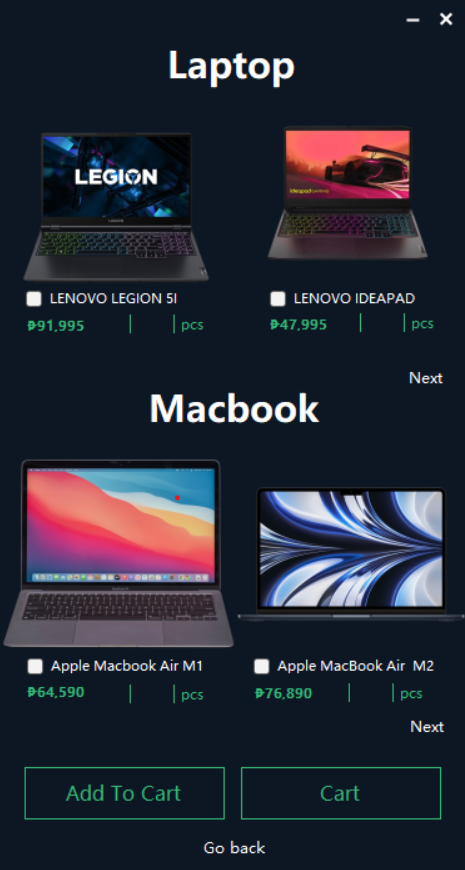 Laptop
LEGION
ideapad gaming
LENOVO LEGION 5I
LENOVO IDEAPAD
₱91,995 pcs
₱47,995 pcs
Next
Macbook
Apple Macbook Air M1
Apple MacBook Air M2
₱64,590 pcs
₱76,890 pcs
Next
Add To Cart
Cart
Go back